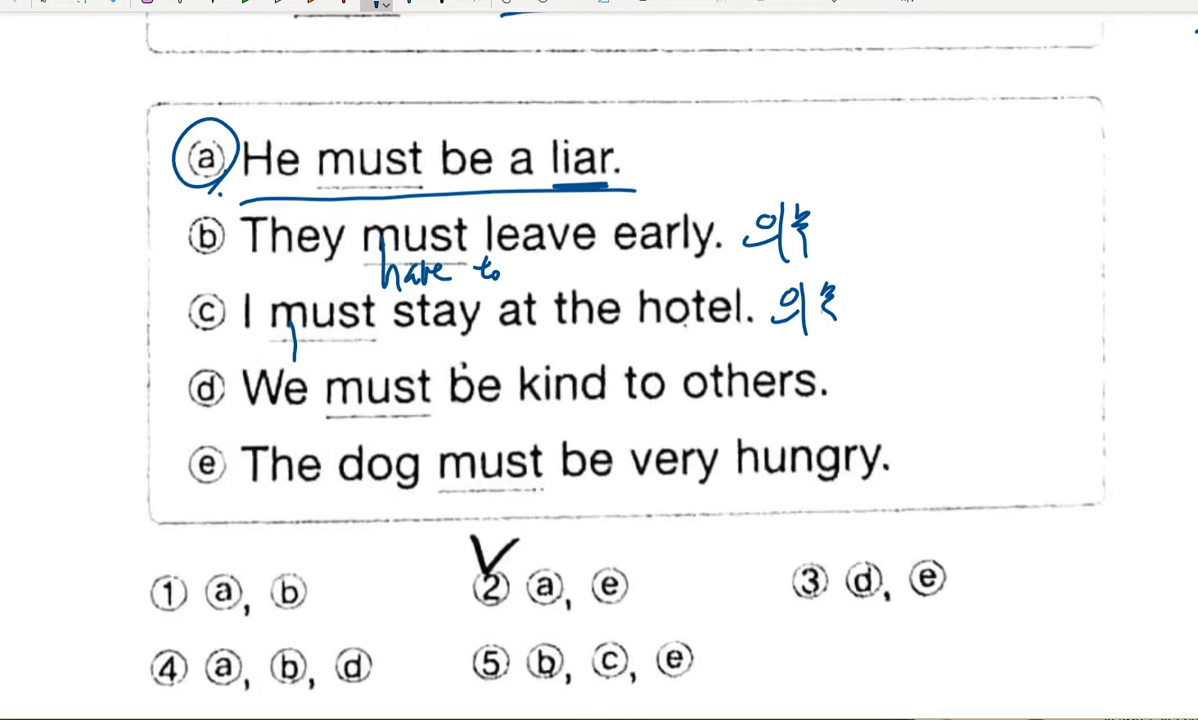 ⓐ He must be a liar.
ⓑ They must leave early. 의무
have to
ⓒ I must stay at the hotel. 의무
ⓓ We must be kind to others.
ⓔ The dog must be very hungry.
① ⓐ, ⓑ ② ⓐ, ⓔ ③ ⓓ, ⓔ
④ ⓐ, ⓑ, ⓓ ⑤ ⓑ, ⓒ, ⓔ